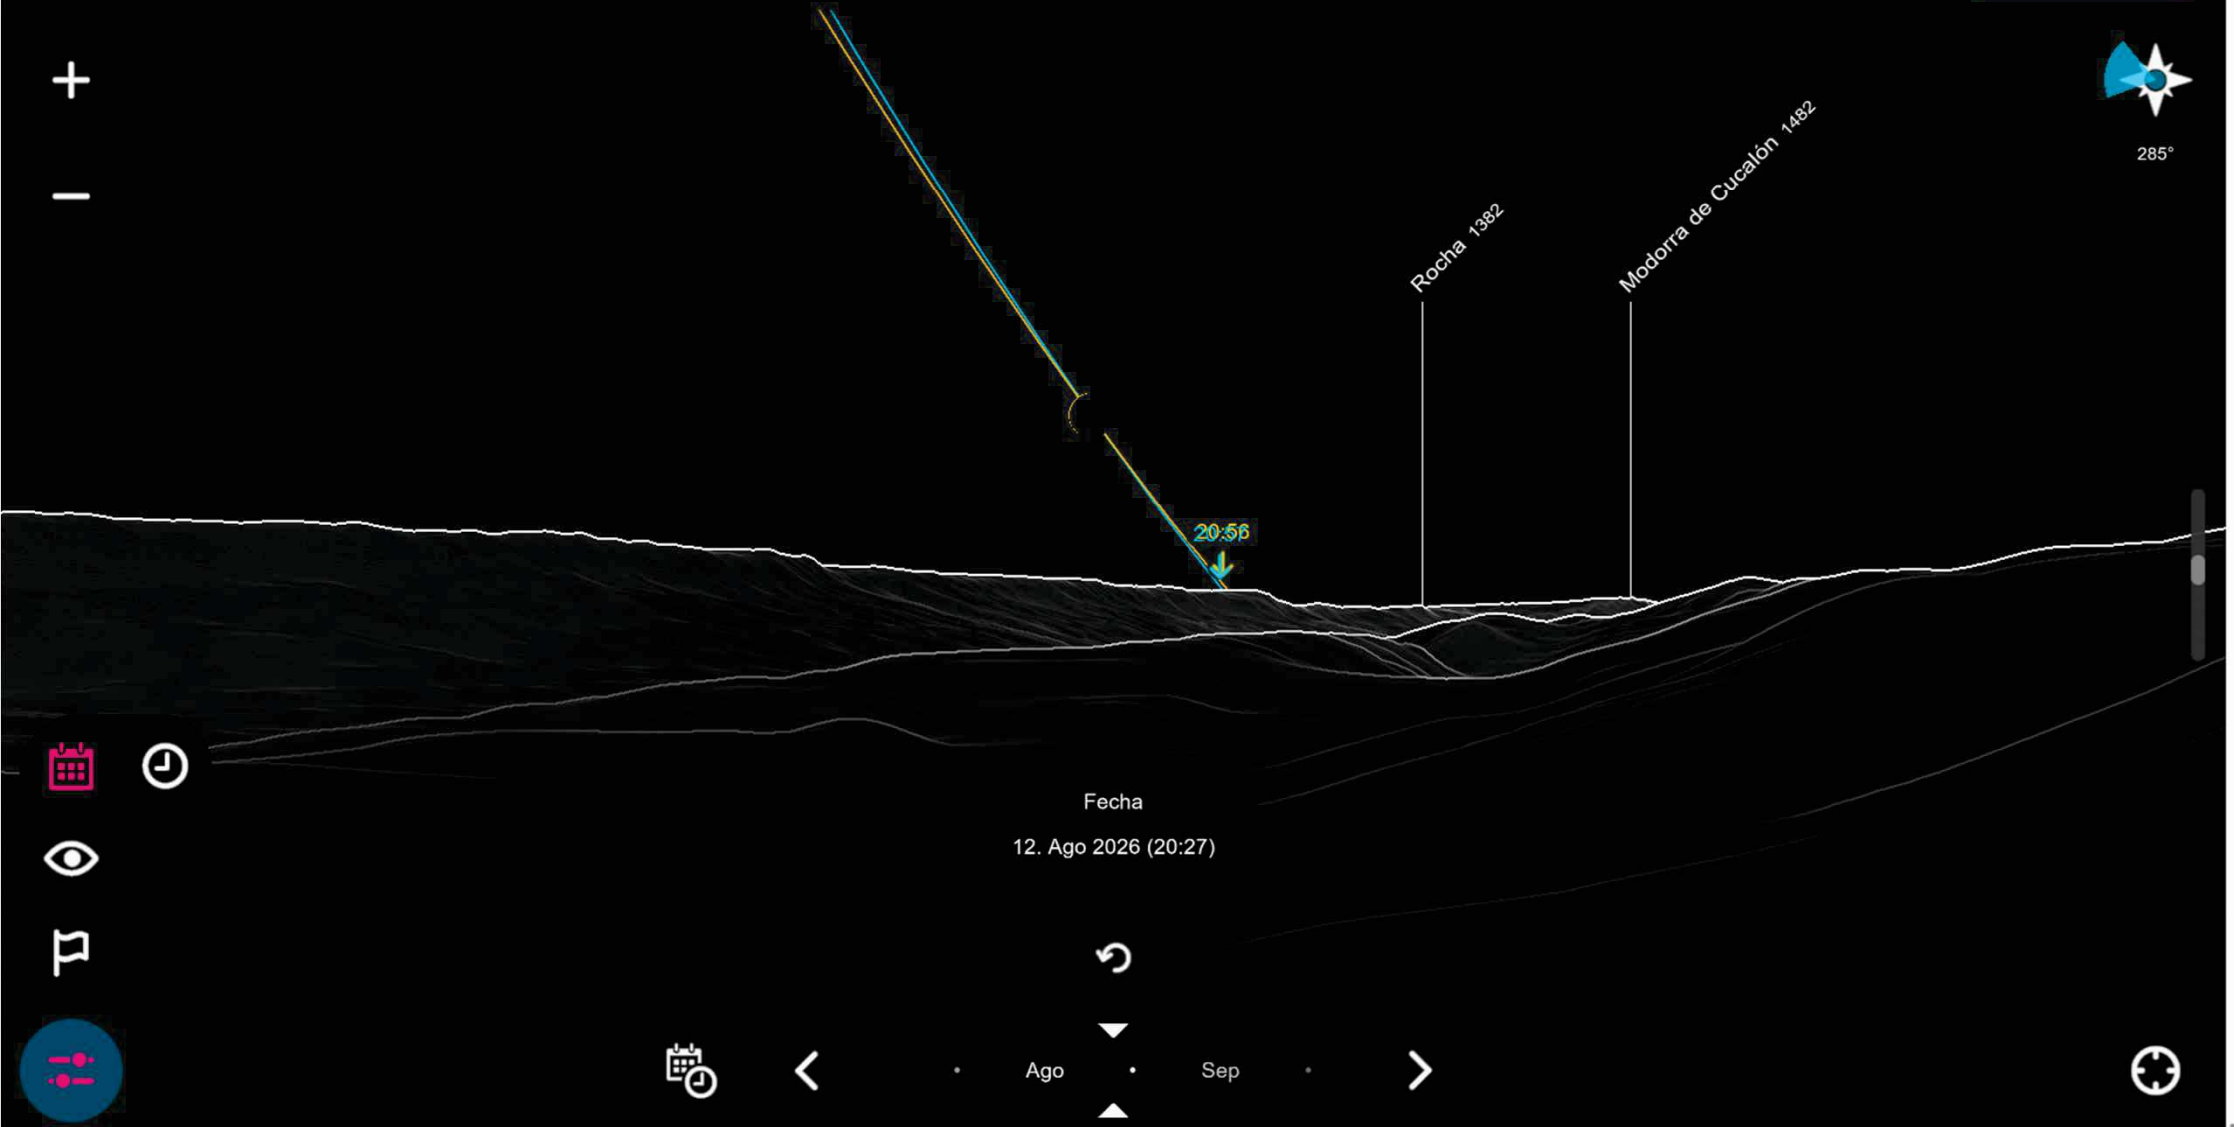 285°
Modorra de Cucalón 1482
Rocha 1382
20:56
Fecha
12. Ago 2026 (20:27)
Ago
Sep